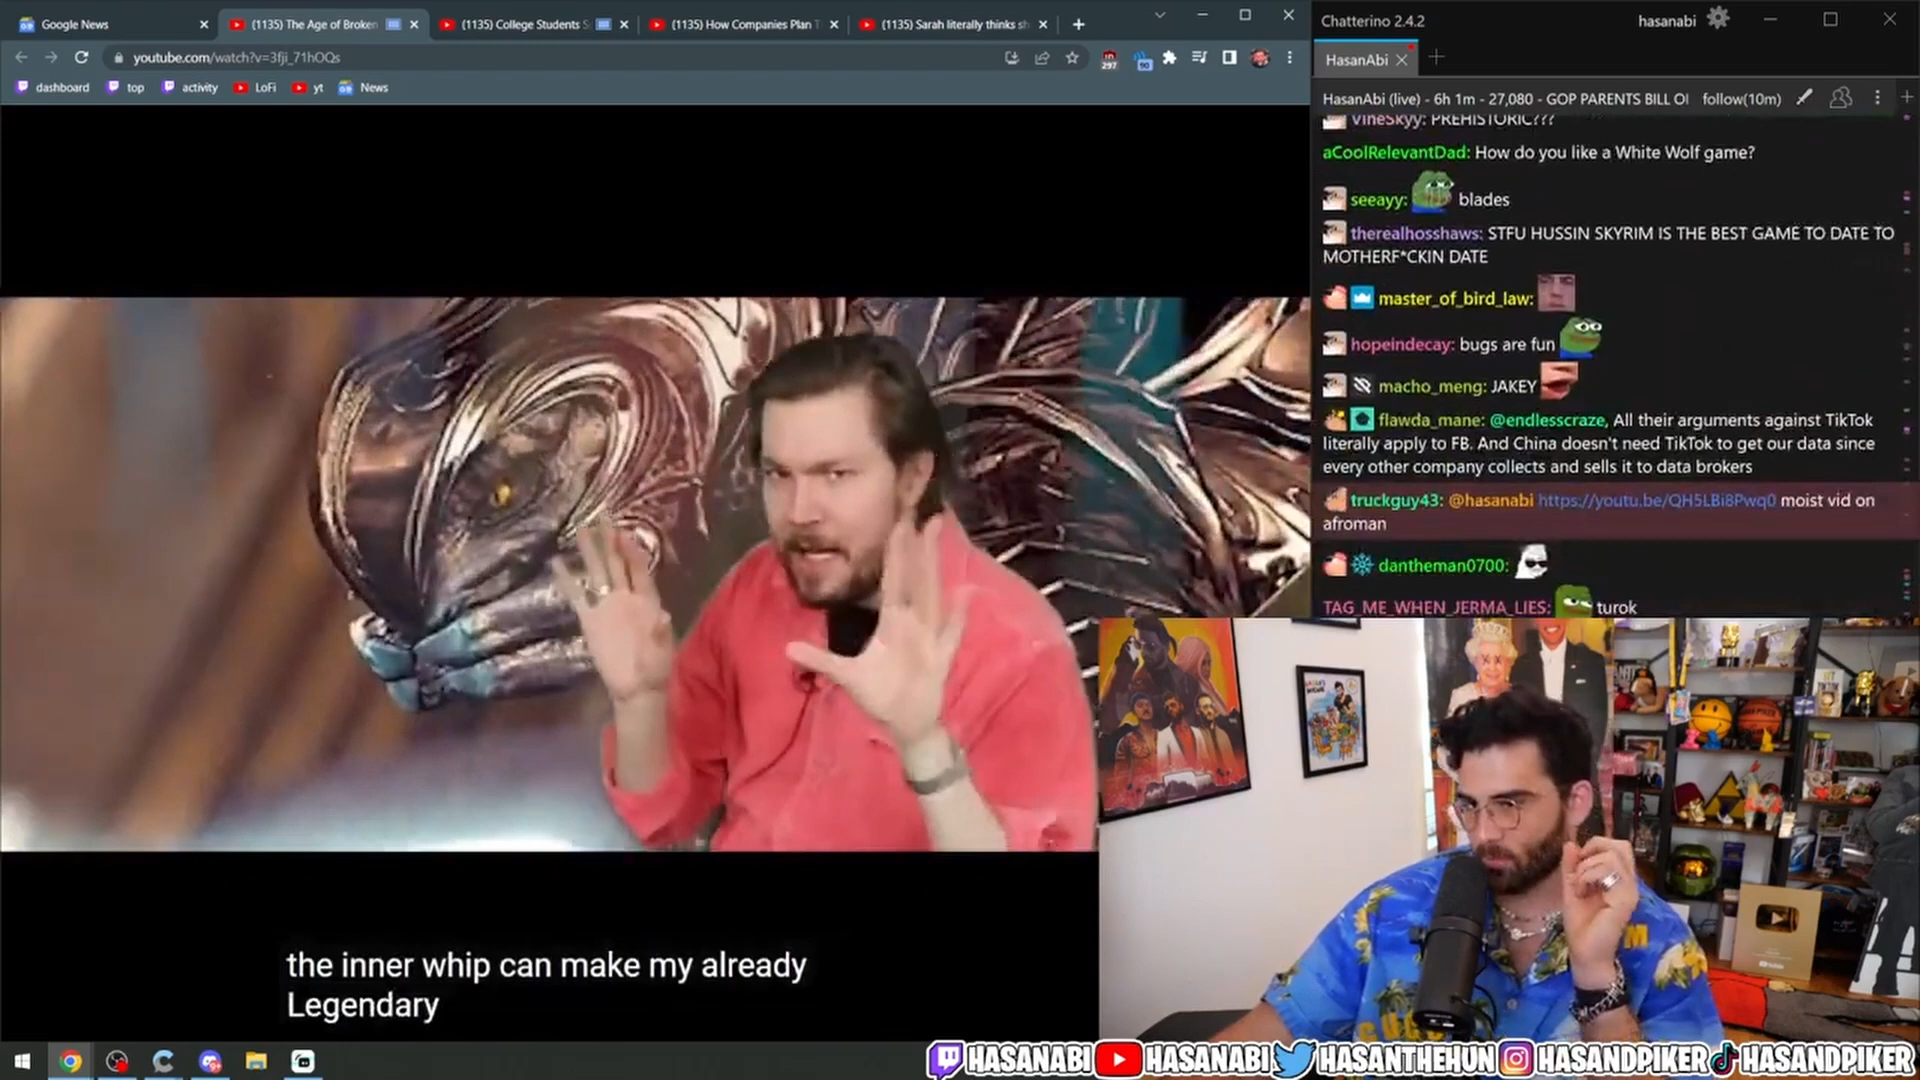 Google News
(1135) The Age of Broken
(1135) College Students S
(1135) How Companies Plan T
(1135) Sarah literally thinks sh
youtube.com/watch?v=3fji_71hOQs
297
90
dashboard
top
activity
LoFi
yt
News
the inner whip can make my already
Legendary
Chatterino 2.4.2
hasanabi
HasanAbi
HasanAbi (live) - 6h 1m - 27,080 - GOP PARENTS BILL OI
follow(10m)
VineSkyy: PREHISTORIC???
aCoolRelevantDad: How do you like a White Wolf game?
seeayy: blades
therealhosshaws: STFU HUSSIN SKYRIM IS THE BEST GAME TO DATE TO
MOTHERF*CKIN DATE
master_of_bird_law:
hopeindecay: bugs are fun
macho_meng: JAKEY
flawda_mane: @endlesscraze, All their arguments against TikTok
literally apply to FB. And China doesn't need TikTok to get our data since
every other company collects and sells it to data brokers
truckguy43: @hasanabi https://youtu.be/QH5LBi8Pwq0 moist vid on
afroman
dantheman0700:
TAG_ME_WHEN_JERMA_LIES: turok
HASANABI
HASANABI
HASANTHEHUN
HASANDPIKER
HASANDPIKER